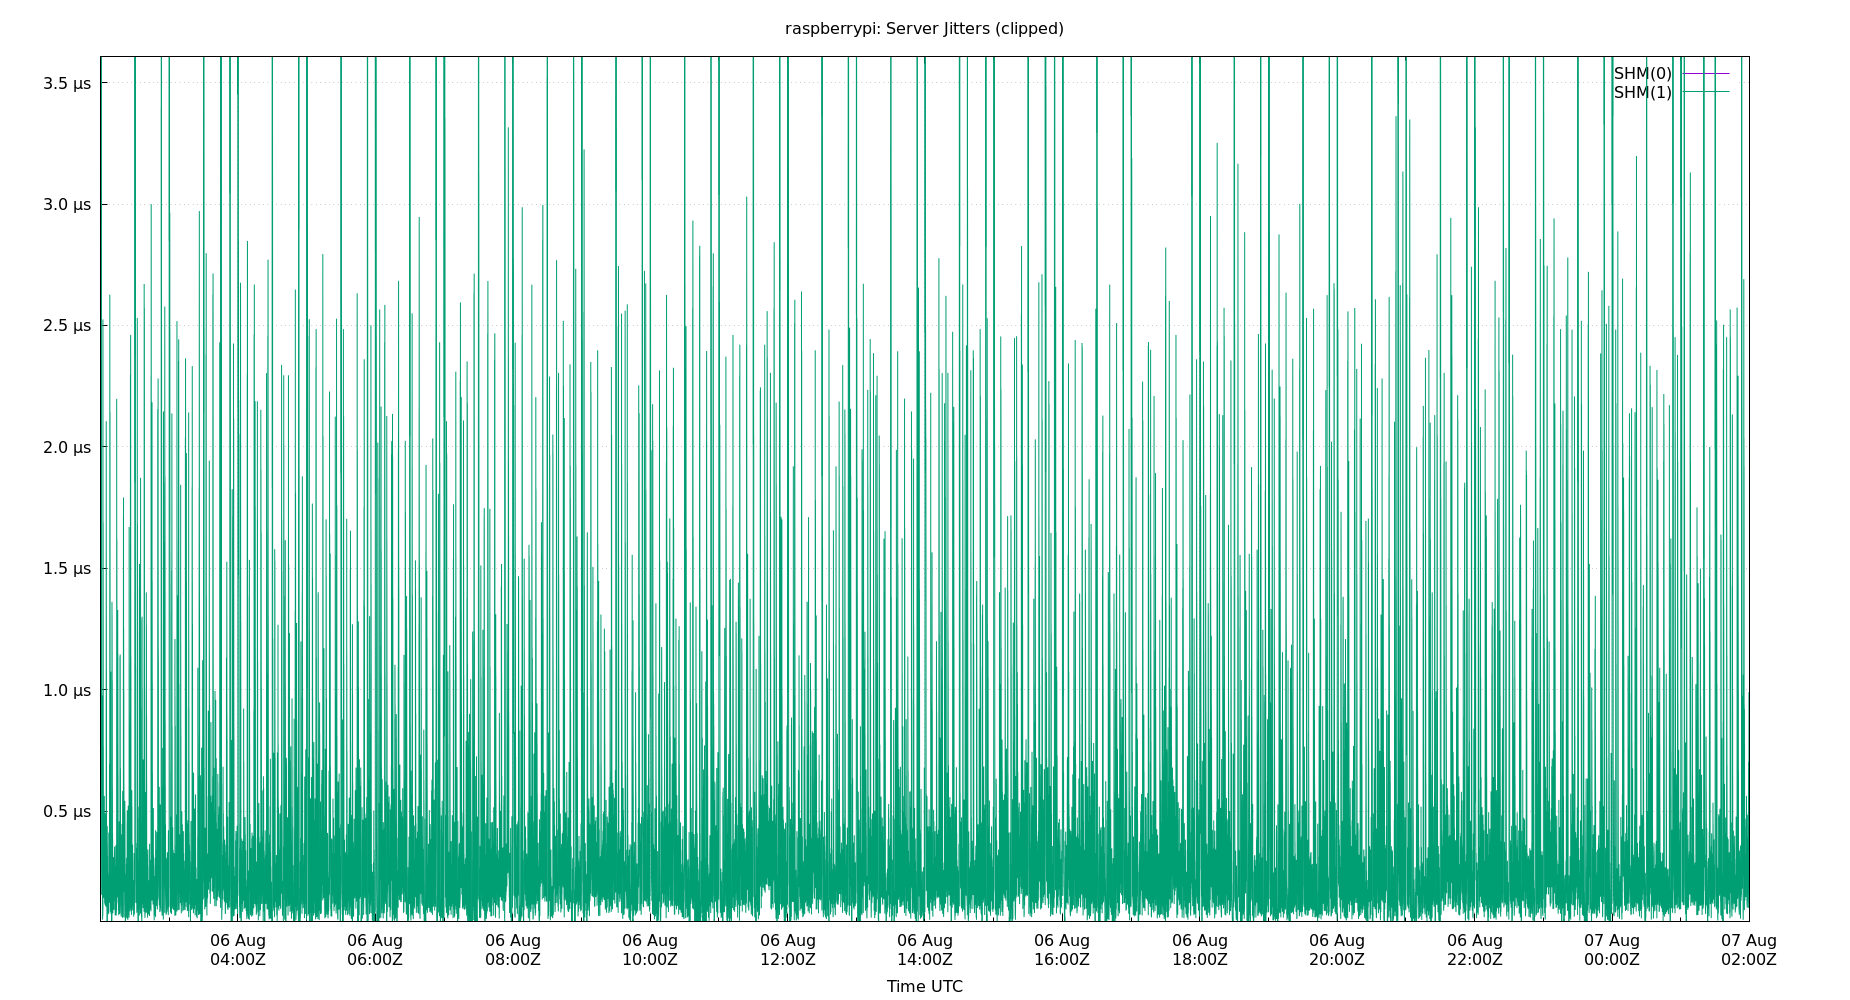 raspberrypi: Server Jitters (clipped)
SHM(0)
SHM(1)
3.5 µs
3.0 µs
2.5 µs
2.0 µs
1.5 µs
1.0 µs
0.5 µs
06 Aug 06 Aug 06 Aug 06 Aug 06 Aug 06 Aug 06 Aug 06 Aug 06 Aug 06 Aug 07 Aug 07 Aug
04:00Z 06:00Z 08:00Z 10:00Z 12:00Z 14:00Z 16:00Z 18:00Z 20:00Z 22:00Z 00:00Z 02:00Z
Time UTC